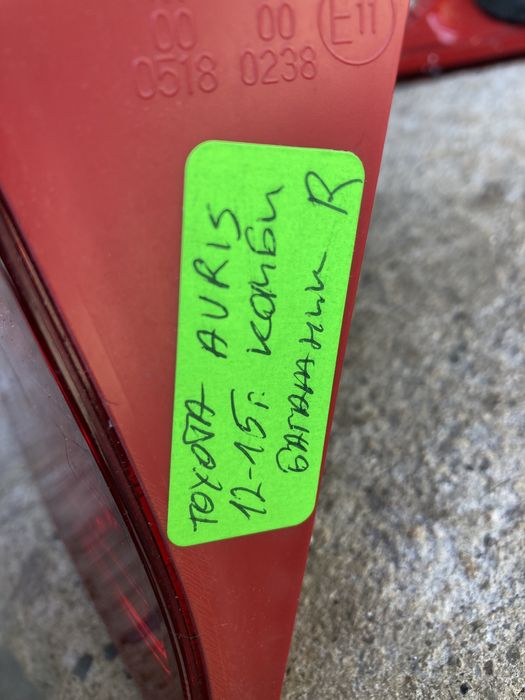 00 00
0518 0238
E11
TOYOTA AURIS
12-15г. комби
БАГАЖНИК R